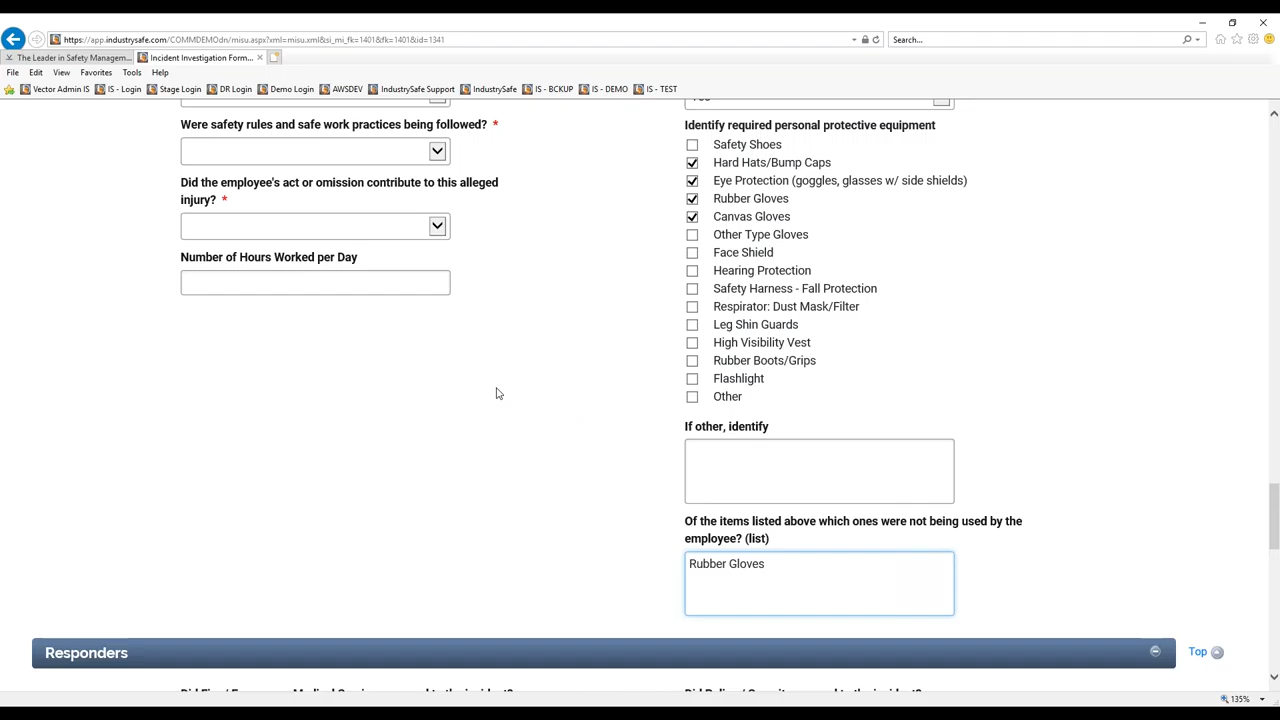 https://app.industrysafe.com/COMMDEMOdn/misu.aspx?xml=misu.xml&si_mi_fk=1401&fk=1401&id=1341
Search...
The Leader in Safety Managem...
Incident Investigation Form...
File Edit View Favorites Tools Help
Vector Admin IS IS - Login Stage Login DR Login Demo Login AWSDEV IndustrySafe Support IndustrySafe IS - BCKUP IS - DEMO IS - TEST
Were safety rules and safe work practices being followed? *
Did the employee's act or omission contribute to this alleged
injury? *
Number of Hours Worked per Day
Identify required personal protective equipment
Safety Shoes
Hard Hats/Bump Caps
Eye Protection (goggles, glasses w/ side shields)
Rubber Gloves
Canvas Gloves
Other Type Gloves
Face Shield
Hearing Protection
Safety Harness - Fall Protection
Respirator: Dust Mask/Filter
Leg Shin Guards
High Visibility Vest
Rubber Boots/Grips
Flashlight
Other
If other, identify
Of the items listed above which ones were not being used by the
employee? (list)
Rubber Gloves
Responders
Top
135%